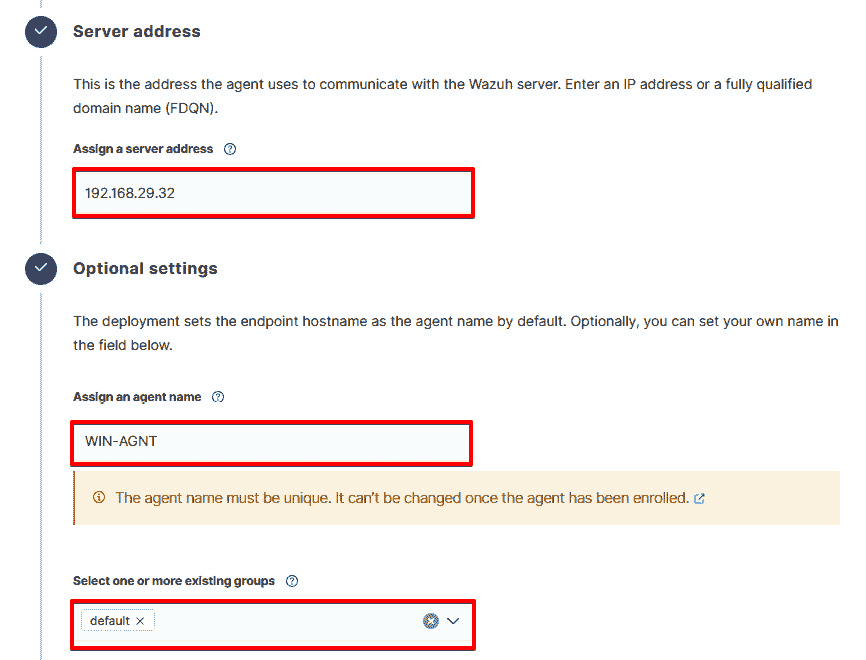 Server address
This is the address the agent uses to communicate with the Wazuh server. Enter an IP address or a fully qualified
domain name (FDQN).
Assign a server address
192.168.29.32
Optional settings
The deployment sets the endpoint hostname as the agent name by default. Optionally, you can set your own name in
the field below.
Assign an agent name
WIN-AGNT
The agent name must be unique. It can't be changed once the agent has been enrolled.
Select one or more existing groups
default